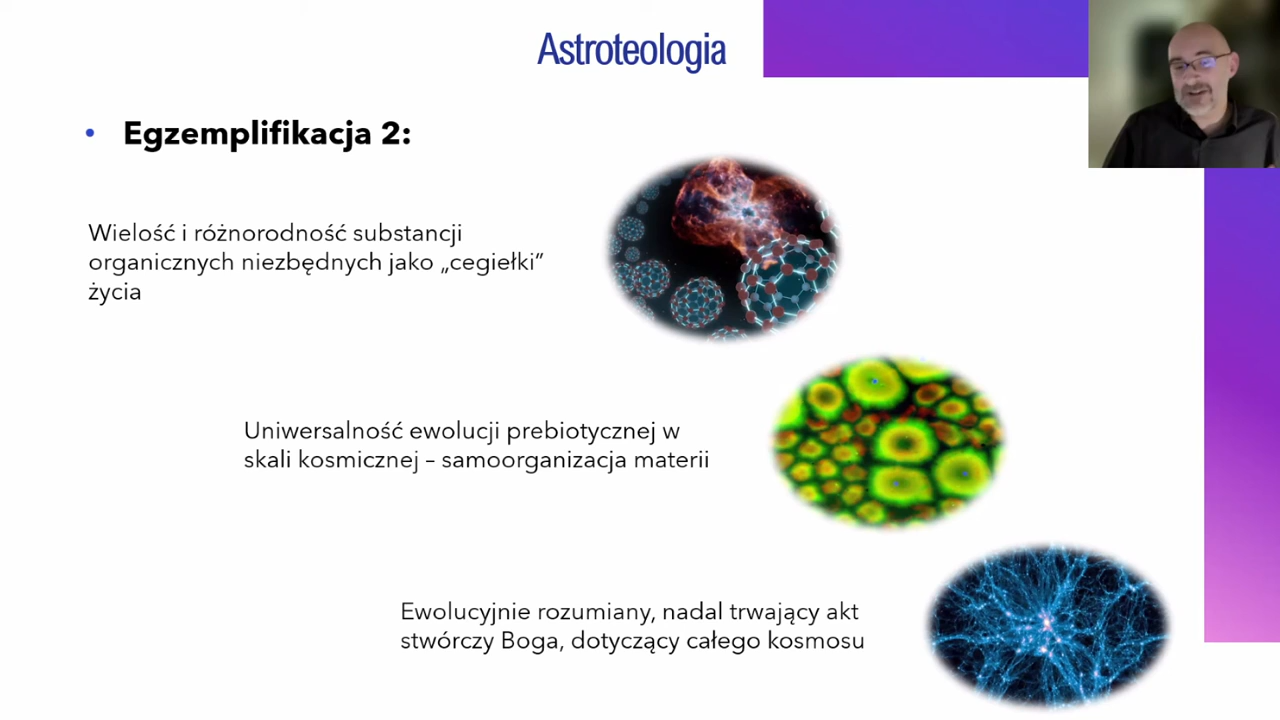 Astroteologia
• Egzemplifikacja 2:
Wielość i różnorodność substancji
organicznych niezbędnych jako „cegiełki”
życia
Uniwersalność ewolucji prebiotycznej w
skali kosmicznej – samoorganizacja materii
Ewolucyjnie rozumiany, nadal trwający akt
stwórczy Boga, dotyczący całego kosmosu